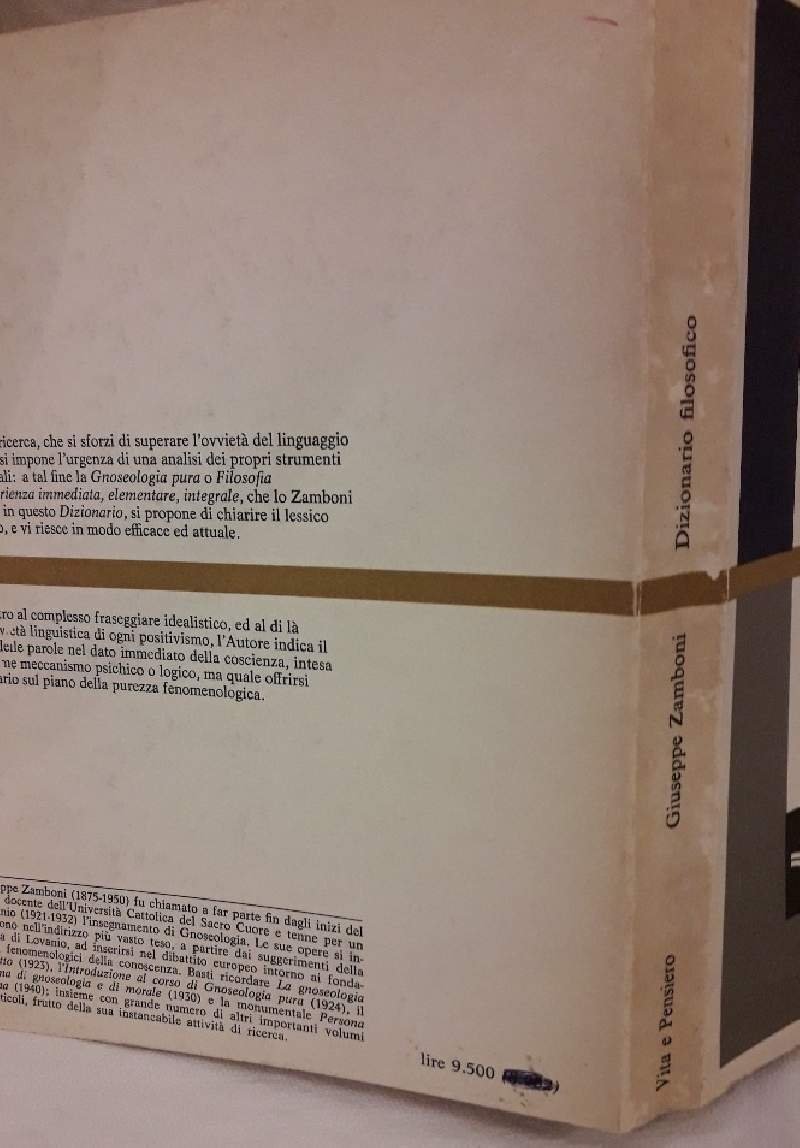 ricerca, che si sforzi di superare l'ovvietà del linguaggio
si impone l'urgenza di una analisi dei propri strumenti
ali: a tal fine la Gnoseologia pura o Filosofia
rienza immediata, elementare, integrale, che lo Zamboni
in questo Dizionario, si propone di chiarire il lessico
o, e vi riesce in modo efficace ed attuale.
tro al complesso fraseggiare idealistico, ed al di là
età linguistica di ogni positivismo, l'Autore indica il
delle parole nel dato immediato della coscienza, intesa
me meccanismo psichico o logico, ma quale offrirsi
ario sul piano della purezza fenomenologica.
ppe Zamboni (1875-1950) fu chiamato a far parte fin dagli inizi del
docente dell'Università Cattolica del Sacro Cuore e tenne per un
nio (1921-1932) l'insegnamento di Gnoseologia. Le sue opere si in-
ono nell'indirizzo più vasto teso, a partire dai suggerimenti della
a di Lovanio, ad inserirsi nel dibattito europeo intorno ai fonda-
i fenomenologici della conoscenza. Basti ricordare La gnoseologia
tto (1923), l'Introduzione al corso di Gnoseologia pura (1924), il
ma di gnoseologia e di morale (1930) e la monumentale Persona
na (1940); insieme con grande numero di altri importanti volumi
ticoli, frutto della sua instancabile attività di ricerca.
lire 9.500
Vita e Pensiero Giuseppe Zamboni Dizionario filosofico